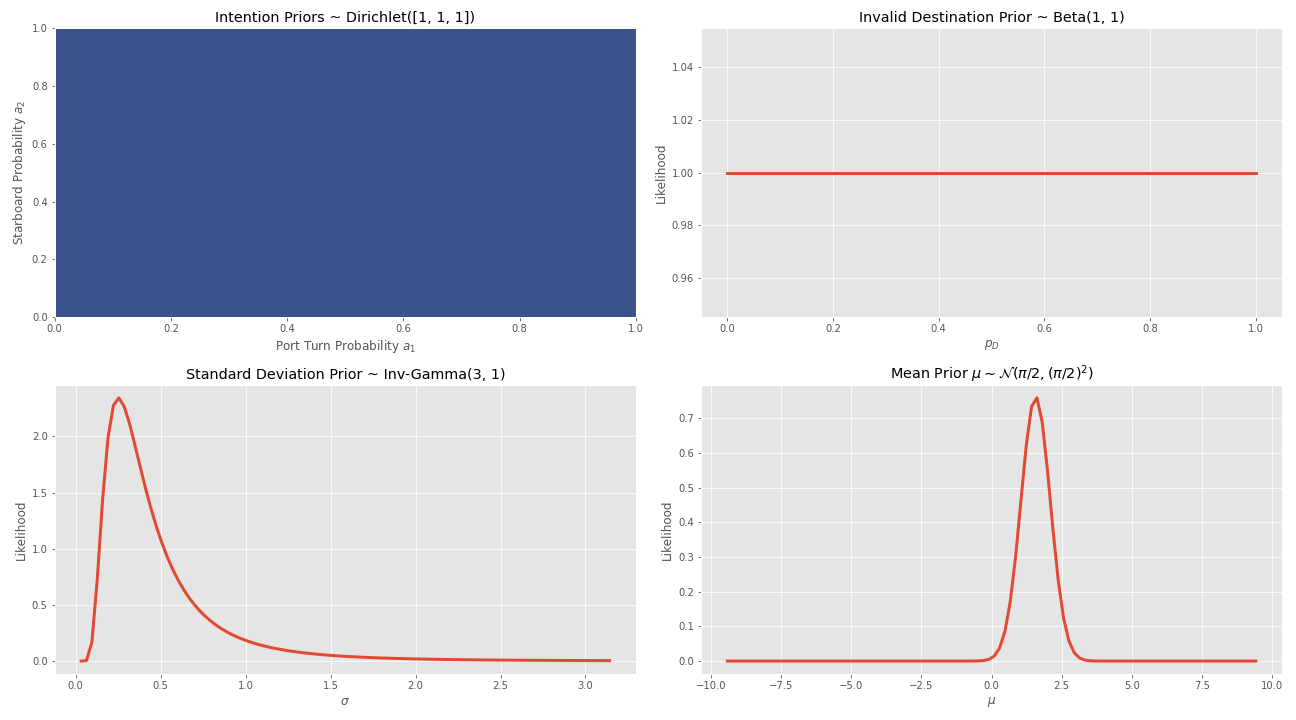 Intention Priors ~ Dirichlet([1, 1, 1])
1.0
0.8
0.6
0.4
0.2
0.0
Starboard Probability a₂
0.0 0.2 0.4 0.6 0.8 1.0
Port Turn Probability a₁
Invalid Destination Prior ~ Beta(1, 1)
1.04
1.02
1.00
0.98
0.96
Likelihood
0.0 0.2 0.4 0.6 0.8 1.0
p_D
Standard Deviation Prior ~ Inv-Gamma(3, 1)
2.0
1.5
1.0
0.5
0.0
Likelihood
0.0 0.5 1.0 1.5 2.0 2.5 3.0
σ
Mean Prior μ ~ 𝒩(π/2, (π/2)²)
0.7
0.6
0.5
0.4
0.3
0.2
0.1
0.0
Likelihood
−10.0 −7.5 −5.0 −2.5 0.0 2.5 5.0 7.5 10.0
μ